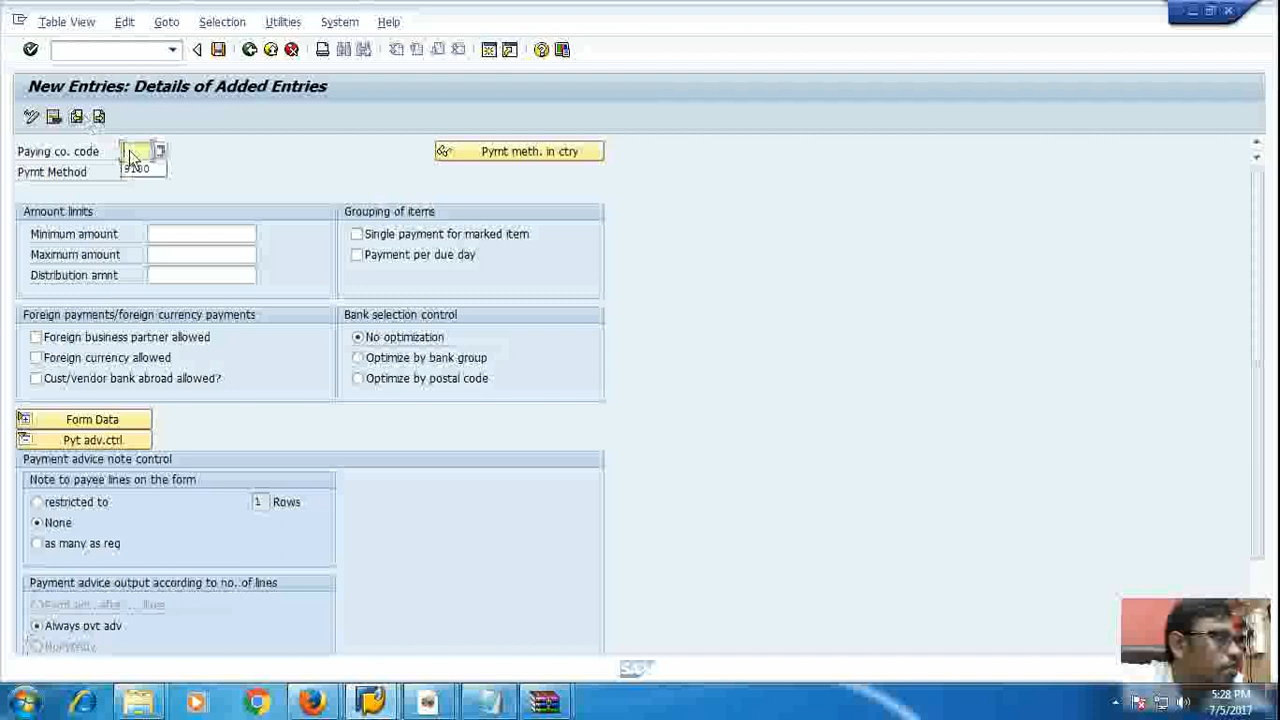 Table View Edit Goto Selection Utilities System Help
New Entries: Details of Added Entries
Paying co. code
Pymt meth. in ctry
Pymt Method
9100
Amount limits
Grouping of items
Minimum amount
Single payment for marked item
Maximum amount
Payment per due day
Distribution amnt
Foreign payments/foreign currency payments
Bank selection control
Foreign business partner allowed
No optimization
Foreign currency allowed
Optimize by bank group
Cust/vendor bank abroad allowed?
Optimize by postal code
Form Data
Pyt adv.ctrl
Payment advice note control
Note to payee lines on the form
restricted to 1 Rows
None
as many as req
Payment advice output according to no. of lines
Always pyt adv
SAP
5:28 PM
7/5/2017